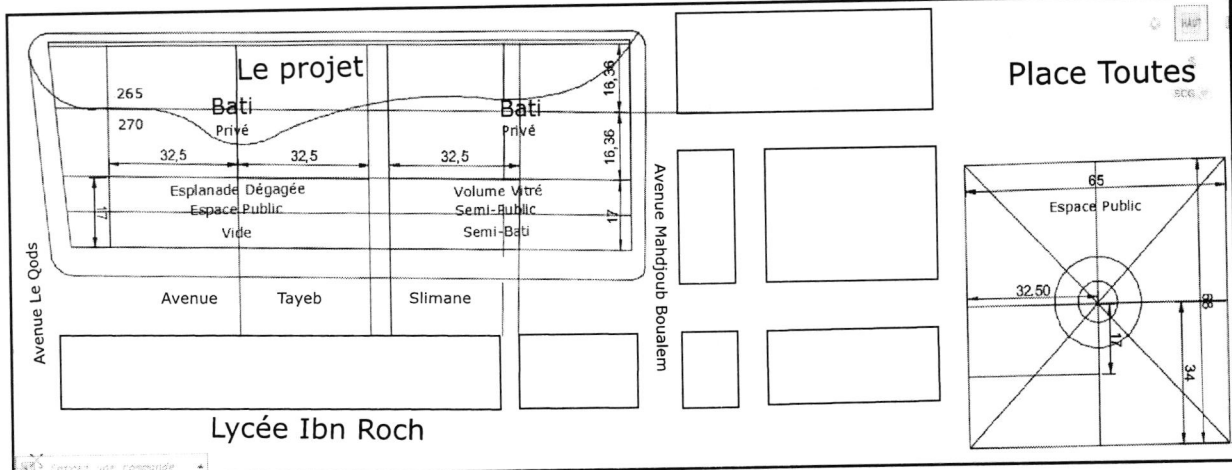 Le projet
Bati
Privé
Bati
Privé
265
270
16,36
16,36
32,5
32,5
32,5
17
17
Esplanade Dégagée
Espace Public
Vide
Volume Vitré
Semi-Public
Semi-Bati
Avenue Le Qods
Avenue Tayeb Slimane
Avenue Mahdjoub Boualem
Lycée Ibn Roch
HAUT
Place Toutes
SCG
65
Espace Public
32,50
17
34